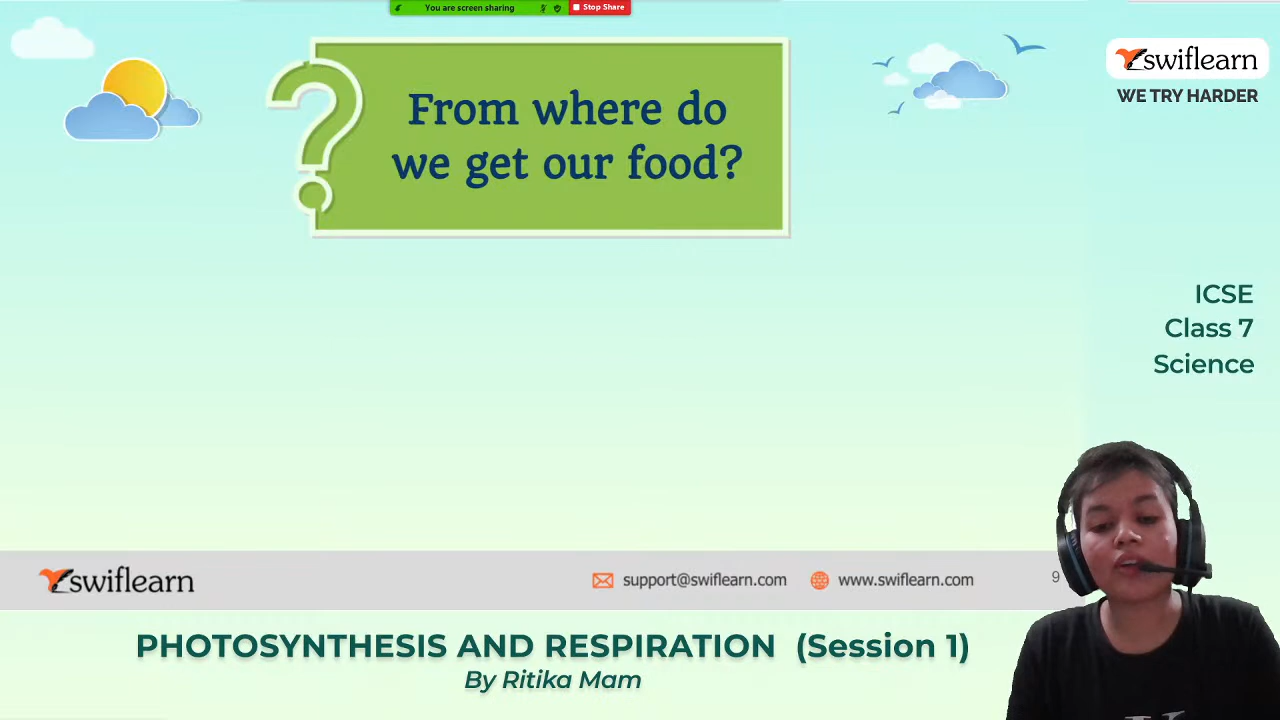 You are screen sharing
Stop Share
From where do
we get our food?
swiflearn
WE TRY HARDER
ICSE
Class 7
Science
swiflearn
support@swiflearn.com
www.swiflearn.com
9
PHOTOSYNTHESIS AND RESPIRATION (Session 1)
By Ritika Mam